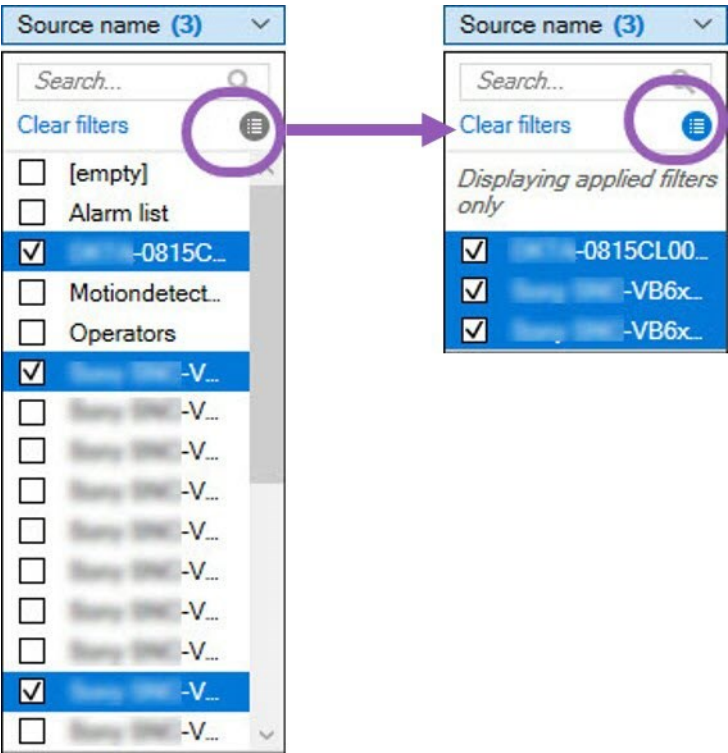 Source name (3)
Search...
Clear filters
[empty]
Alarm list
-0815C...
Motiondetect...
Operators
-V...
-V...
-V...
-V...
-V...
-V...
-V...
-V...
-V...
-V...
Source name (3)
Search...
Clear filters
Displaying applied filters
only
-0815CL00...
-VB6x...
-VB6x...